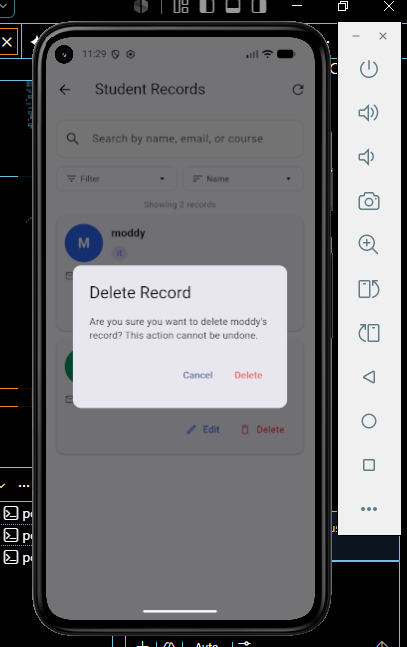 11:29
Student Records
Search by name, email, or course
Filter
Name
Showing 2 records
M
moddy
it
Delete Record
Are you sure you want to delete moddy's
record? This action cannot be undone.
Cancel
Delete
Edit
Delete
Auto